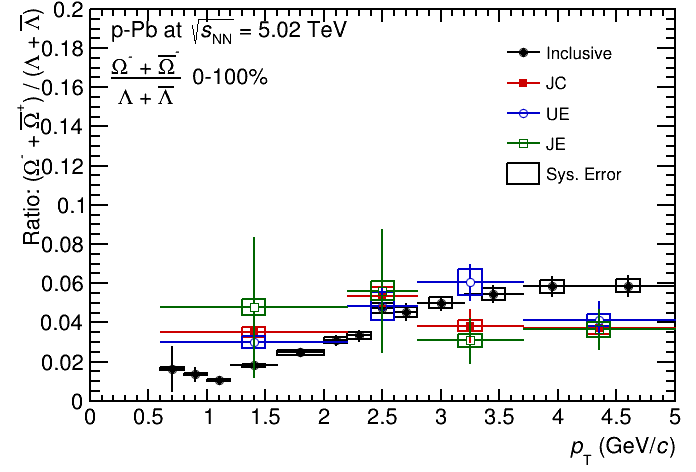 p-Pb at √sNN = 5.02 TeV
Ω- + Ω̅-
Λ + Λ̅
0-100%
Inclusive
JC
UE
JE
Sys. Error
Ratio: (Ω- + Ω̅+) / (Λ + Λ̅)
0.2
0.18
0.16
0.14
0.12
0.1
0.08
0.06
0.04
0.02
0
0 0.5 1 1.5 2 2.5 3 3.5 4 4.5 5
pT (GeV/c)